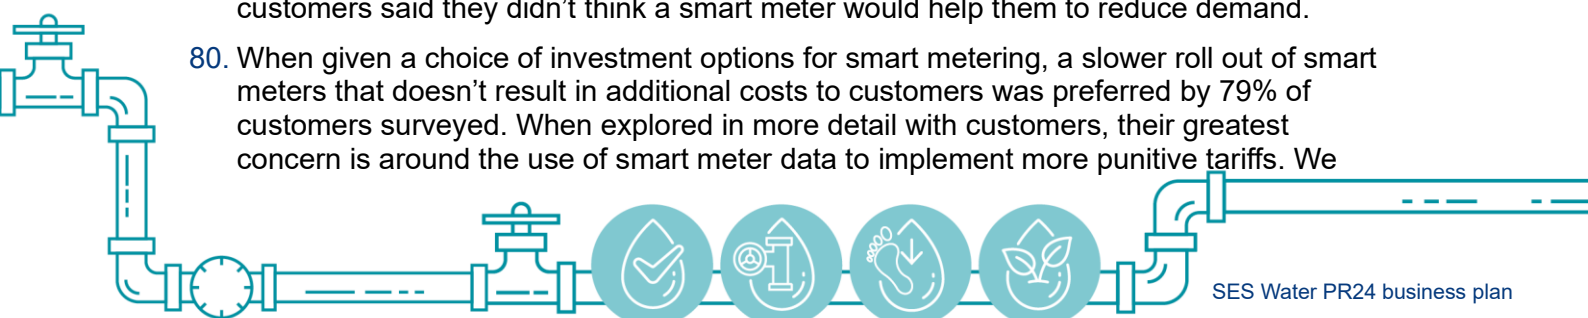 customers said they didn’t think a smart meter would help them to reduce demand.
80. When given a choice of investment options for smart metering, a slower roll out of smart
meters that doesn’t result in additional costs to customers was preferred by 79% of
customers surveyed. When explored in more detail with customers, their greatest
concern is around the use of smart meter data to implement more punitive tariffs. We
SES Water PR24 business plan